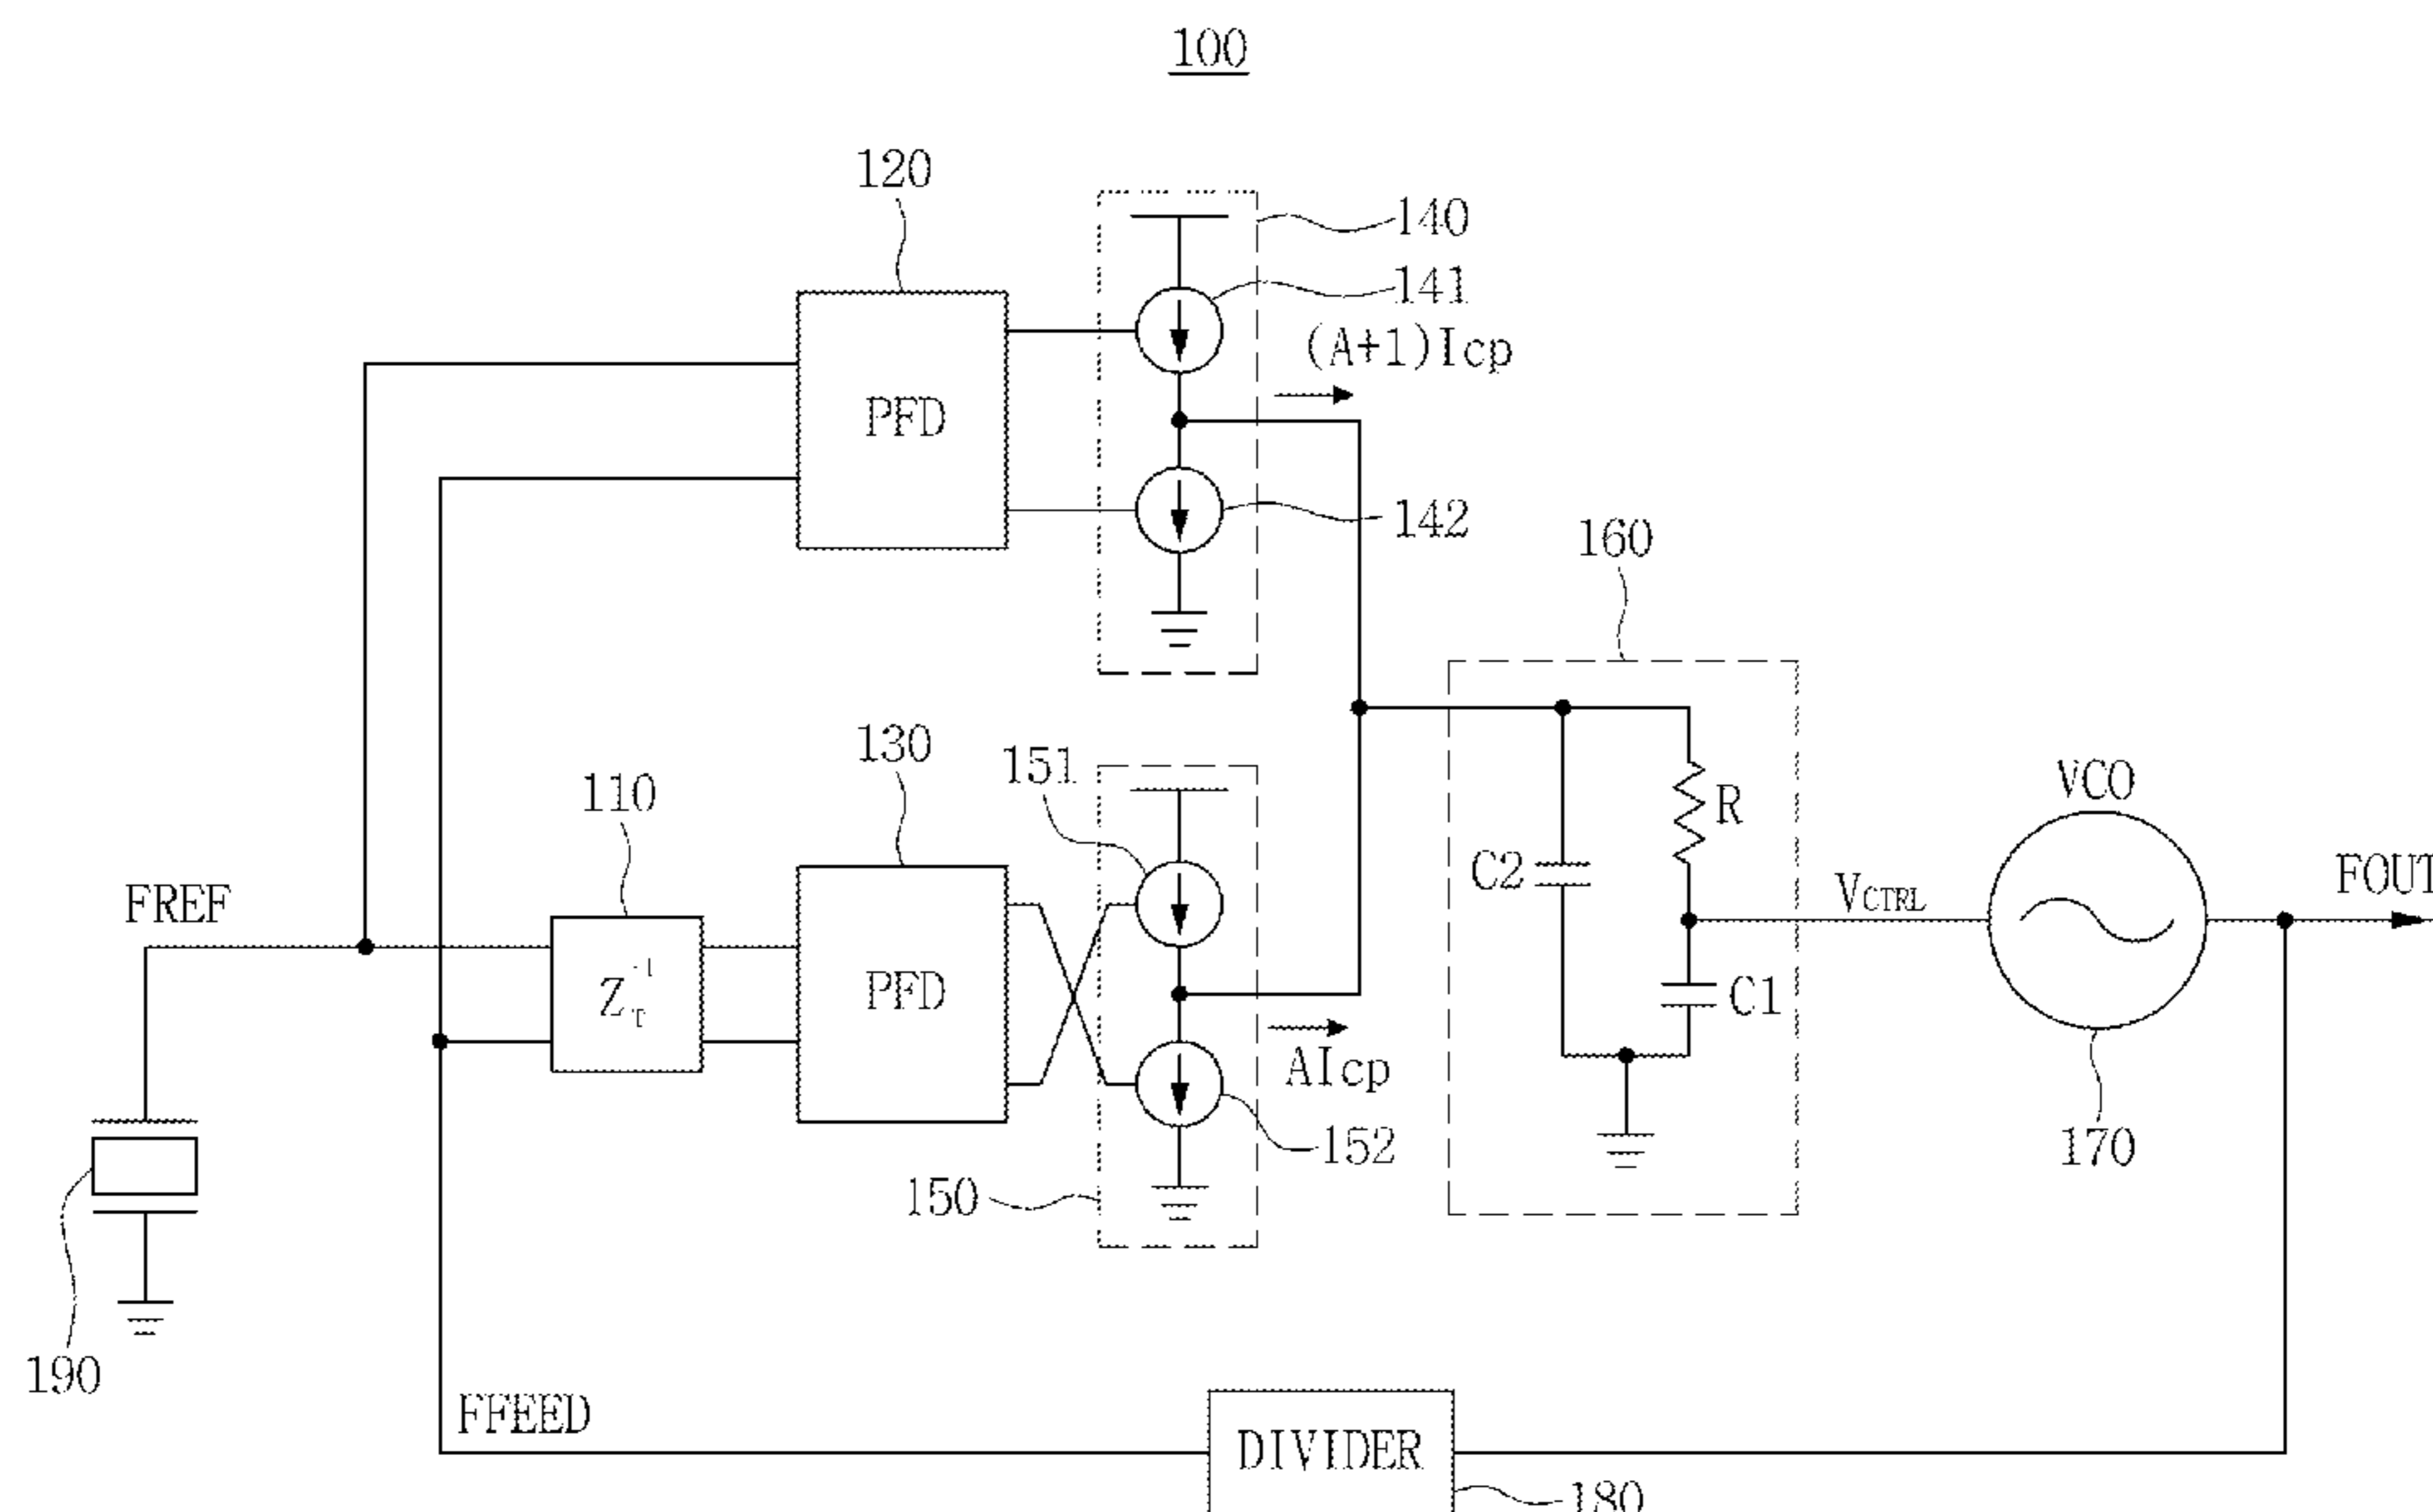 100
120
140
141
(A+1)Icp
PFD
142
160
130
151
110
VCO
R
C2
FREF
VCTRL
FOUT
PFD
C1
AIcp
152
170
150
190
FFEED
DIVIDER
180